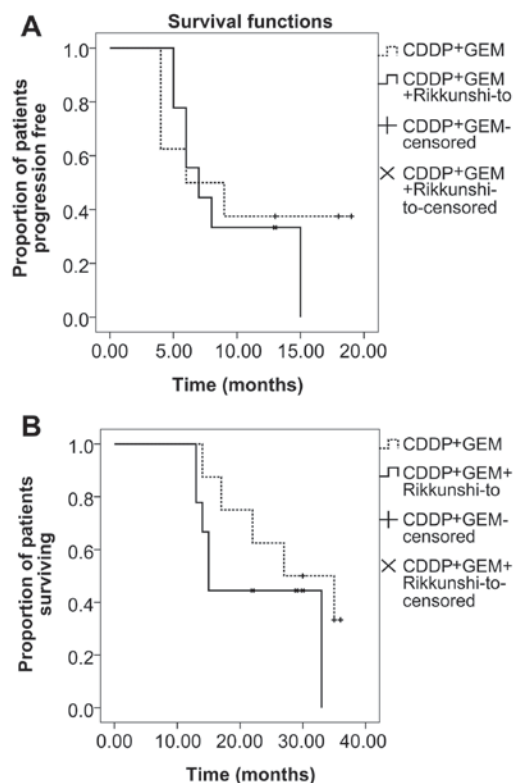 A
Survival functions
Proportion of patients
progression free
1.0
0.8
0.6
0.4
0.2
0.0
0.00 5.00 10.00 15.00 20.00
Time (months)
CDDP+GEM
CDDP+GEM
+Rikkunshi-to
CDDP+GEM-
censored
CDDP+GEM
+Rikkunshi-
to-censored
B
Proportion of patients
surviving
1.0
0.8
0.6
0.4
0.2
0.0
0.00 10.00 20.00 30.00 40.00
Time (months)
CDDP+GEM
CDDP+GEM+
Rikkunshi-to
CDDP+GEM-
censored
CDDP+GEM+
Rikkunshi-to-
censored